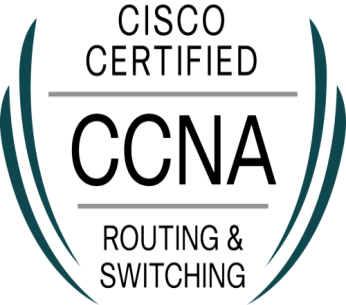 CISCO
CERTIFIED
CCNA
ROUTING &
SWITCHING